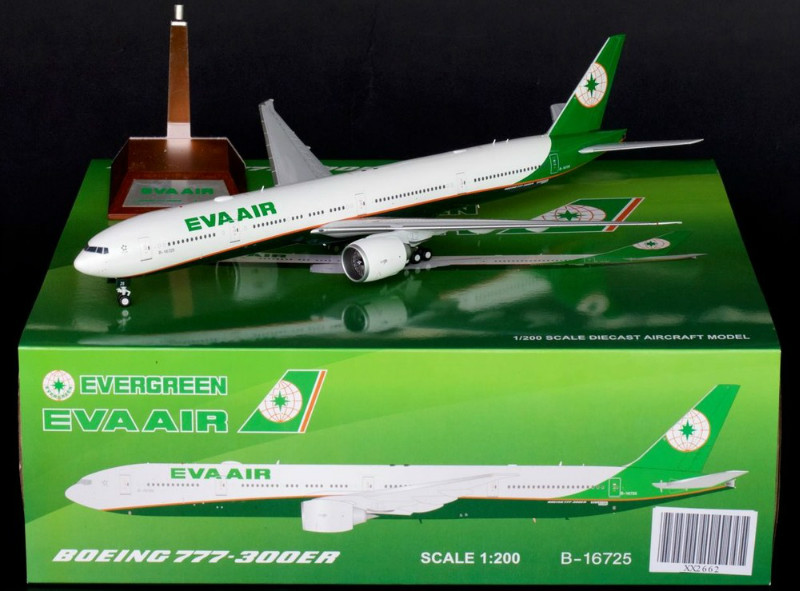 EVA AIR
EVA AIR
1/200 SCALE DIECAST AIRCRAFT MODEL
EVERGREEN
EVA AIR
EVA AIR
BOEING 777-300ER
SCALE 1:200
B-16725
XX2662